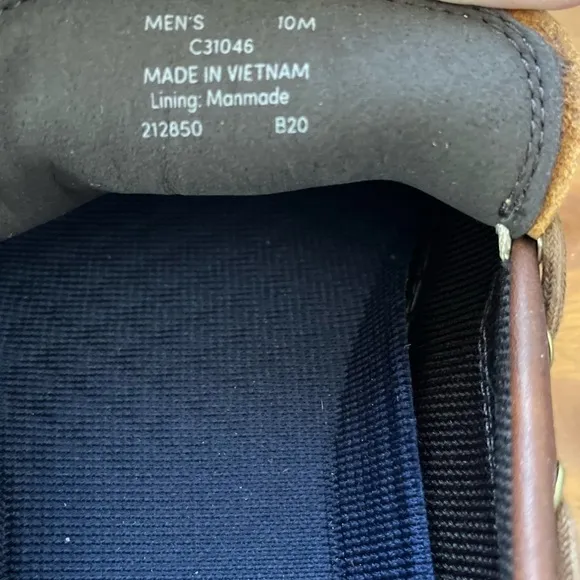 MEN'S 10M
C31046
MADE IN VIETNAM
Lining: Manmade
212850 B20